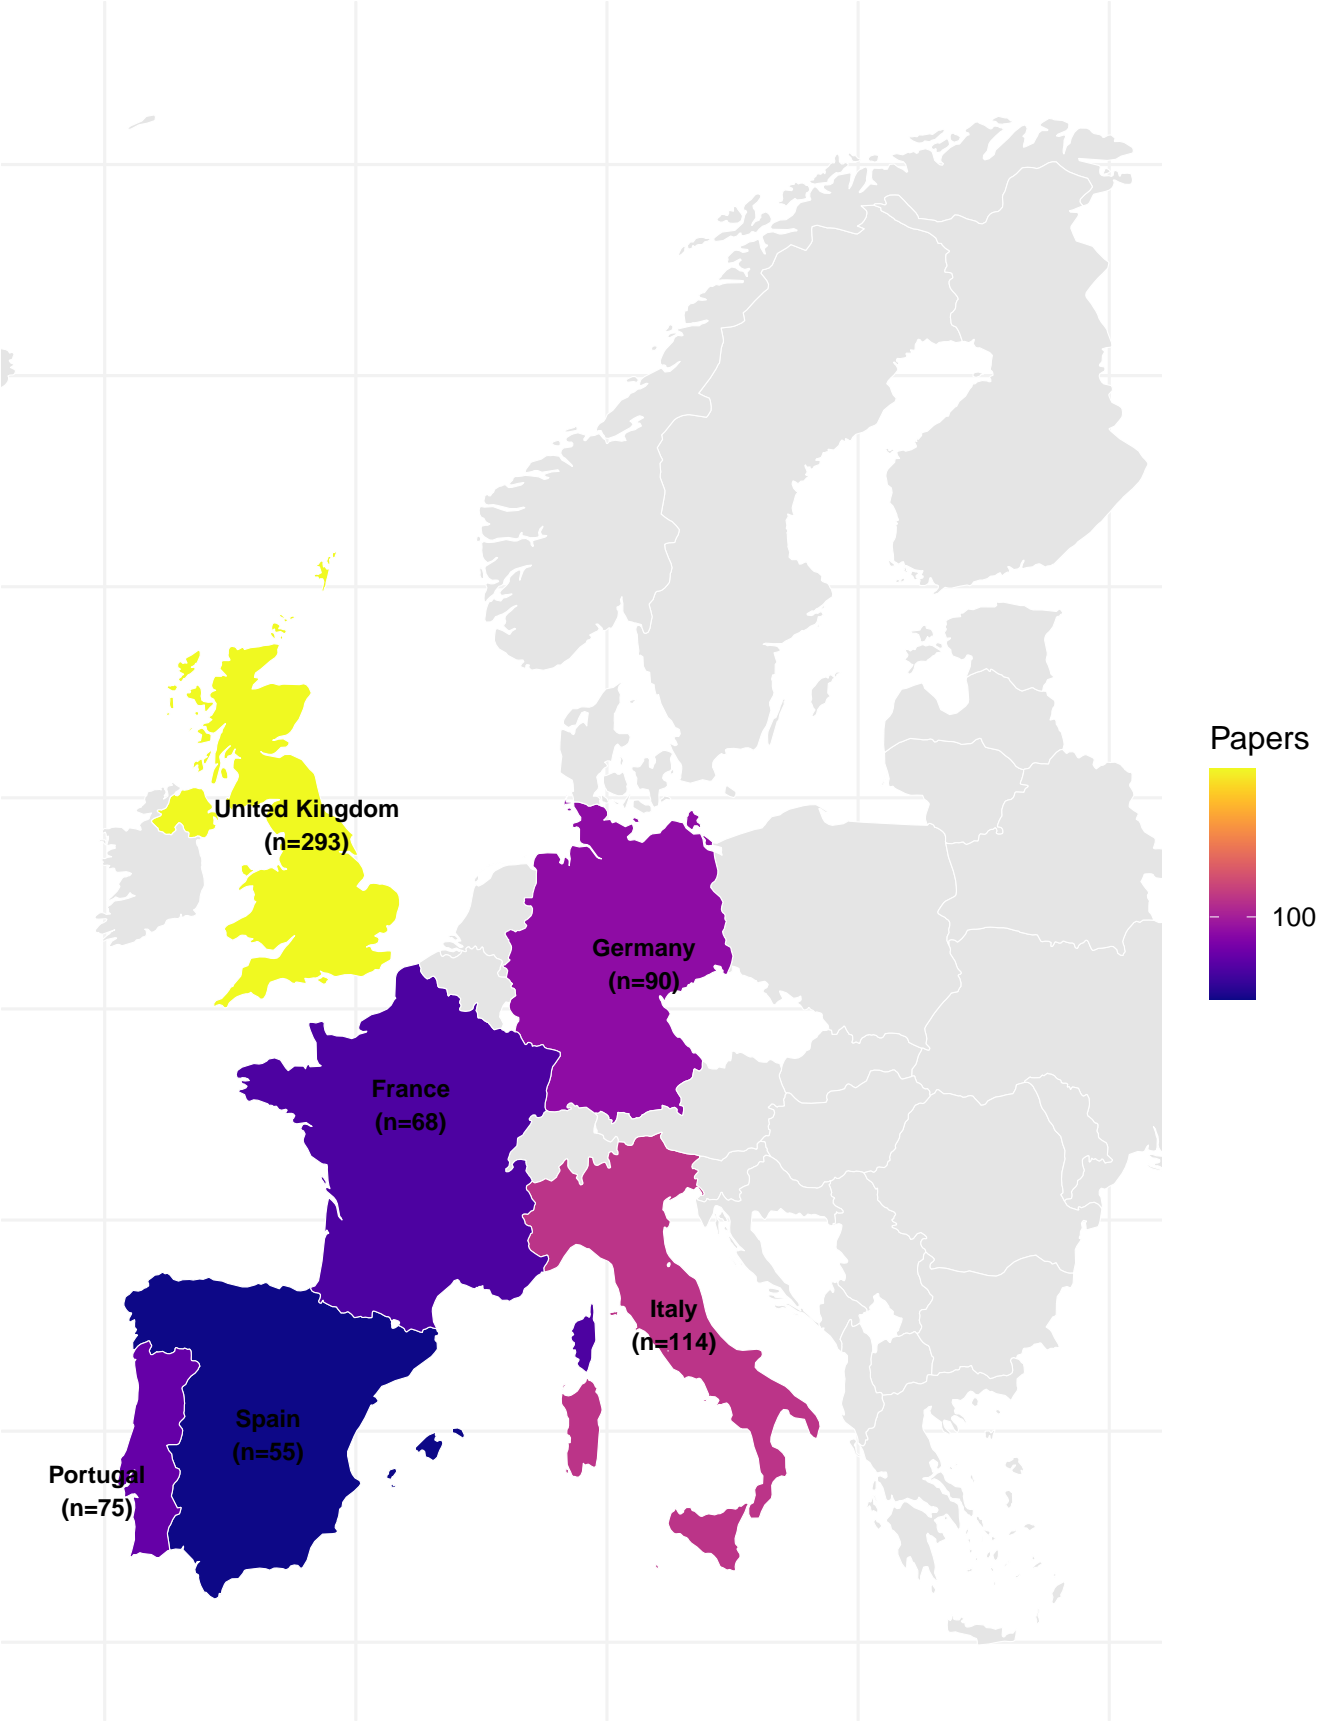 Papers
United Kingdom
(n=293)
100
Germany
(n=90)
France
(n=68)
Italy
(n=114)
Spain
(n=55)
Portugal
(n=75)